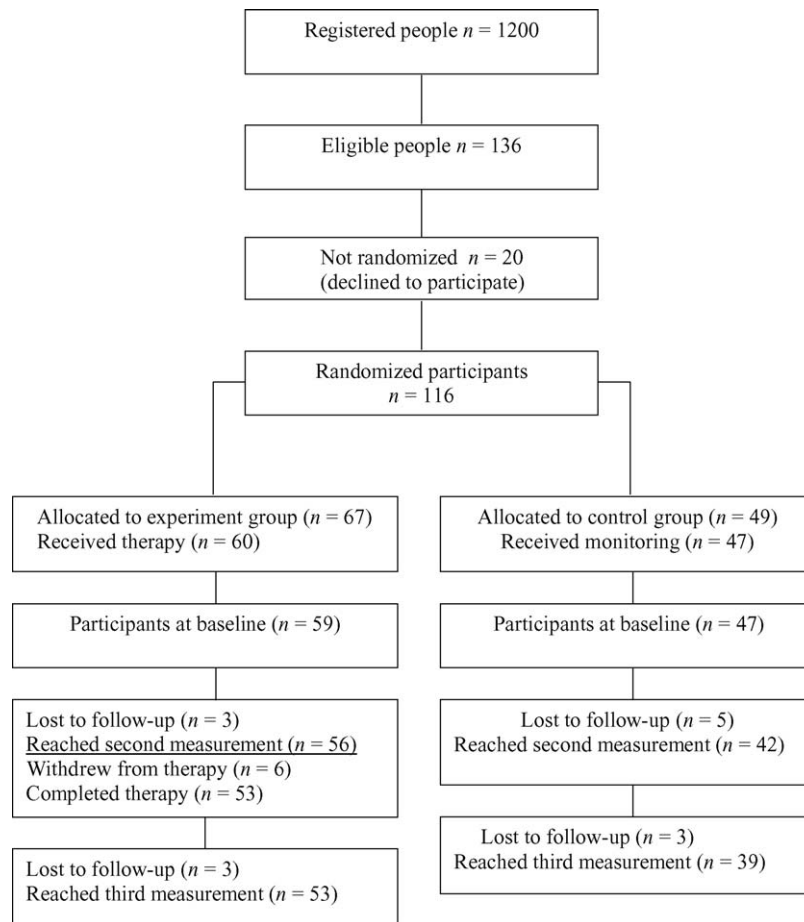 Registered people n = 1200
Eligible people n = 136
Not randomized n = 20
(declined to participate)
Randomized participants
n = 116
Allocated to experiment group (n = 67)
Received therapy (n = 60)
Allocated to control group (n = 49)
Received monitoring (n = 47)
Participants at baseline (n = 59)
Participants at baseline (n = 47)
Lost to follow-up (n = 3)
Reached second measurement (n = 56)
Withdrew from therapy (n = 6)
Completed therapy (n = 53)
Lost to follow-up (n = 5)
Reached second measurement (n = 42)
Lost to follow-up (n = 3)
Reached third measurement (n = 53)
Lost to follow-up (n = 3)
Reached third measurement (n = 39)